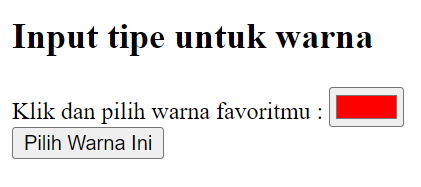 Input tipe untuk warna
Klik dan pilih warna favoritmu :
Pilih Warna Ini